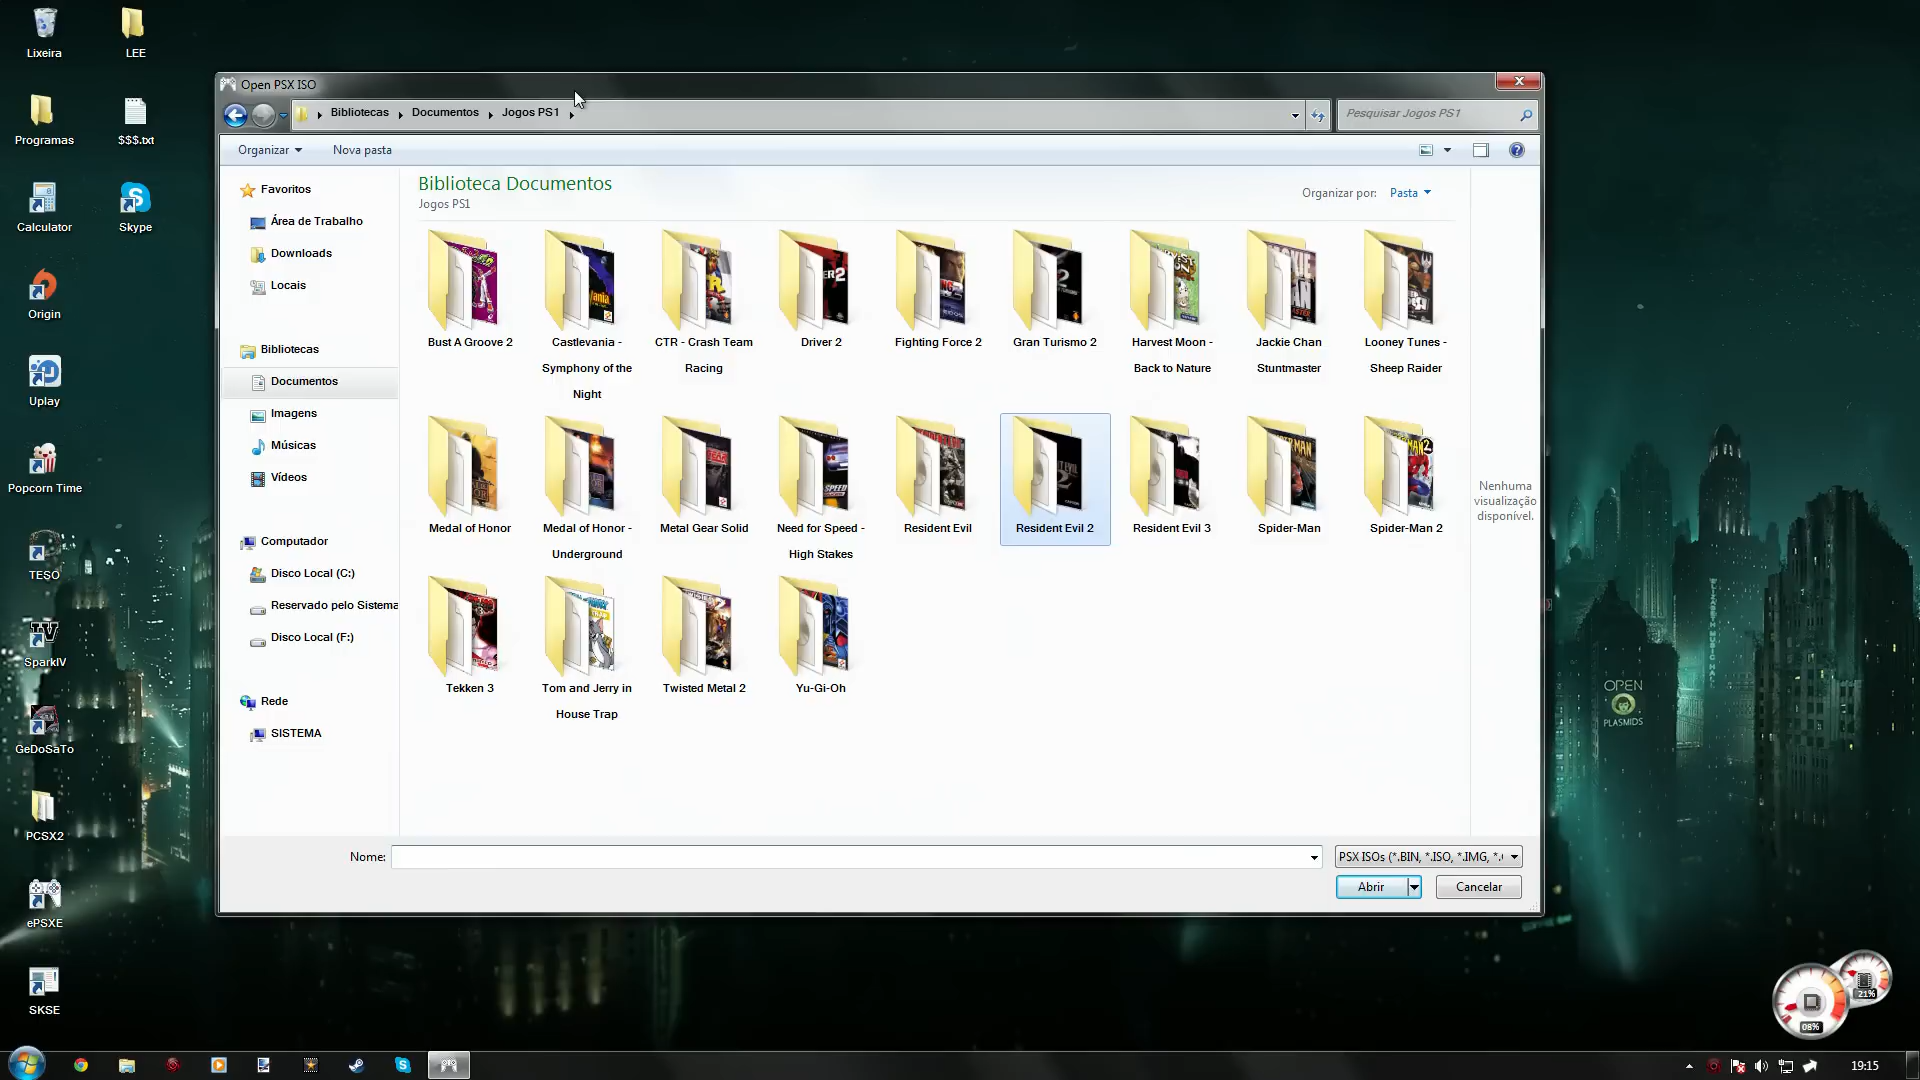 Lixeira
LEE
Programas
$$$.txt
Calculator
Skype
Origin
Uplay
Popcorn Time
TESO
SparkIV
GeDoSaTo
PCSX2
ePSXE
SKSE
Open PSX ISO
Bibliotecas
Documentos
Jogos PS1
Pesquisar Jogos PS1
Organizar
Nova pasta
Favoritos
Área de Trabalho
Downloads
Locais
Bibliotecas
Documentos
Imagens
Músicas
Vídeos
Computador
Disco Local (C:)
Reservado pelo Sistema
Disco Local (F:)
Rede
SISTEMA
Biblioteca Documentos
Jogos PS1
Organizar por:
Pasta
Bust A Groove 2
Castlevania -
Symphony of the
Night
CTR - Crash Team
Racing
Driver 2
Fighting Force 2
Gran Turismo 2
Harvest Moon -
Back to Nature
Jackie Chan
Stuntmaster
Looney Tunes -
Sheep Raider
Medal of Honor
Medal of Honor -
Underground
Metal Gear Solid
Need for Speed -
High Stakes
Resident Evil
Resident Evil 2
Resident Evil 3
Spider-Man
Spider-Man 2
Tekken 3
Tom and Jerry in
House Trap
Twisted Metal 2
Yu-Gi-Oh
Nenhuma
visualização
disponível.
Nome:
PSX ISOs (*.BIN, *.ISO, *.IMG, *.
Abrir
Cancelar
OPEN
PLASMIDS
21%
08%
19:15